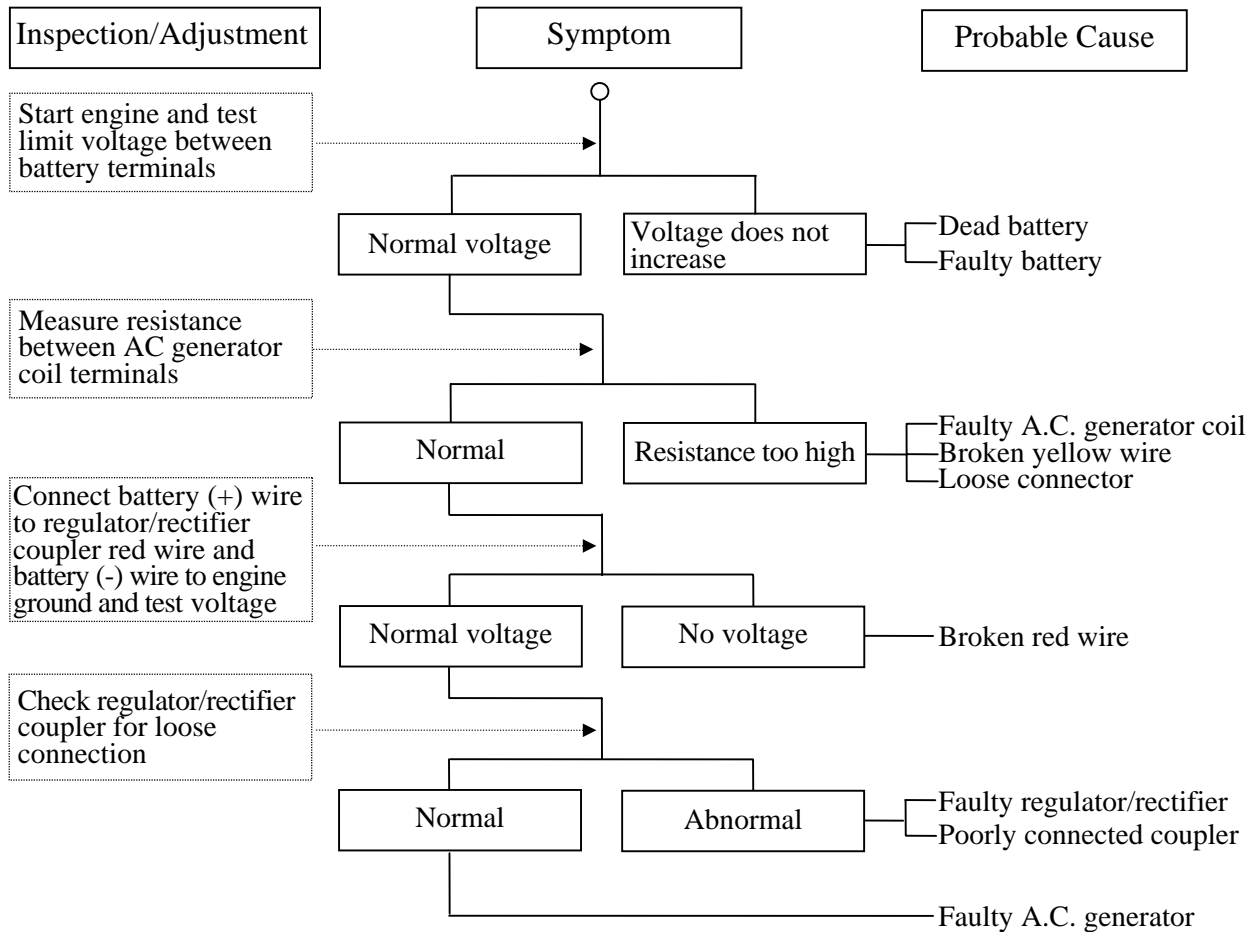 Inspection/Adjustment
Symptom
Probable Cause
Start engine and test
limit voltage between
battery terminals
Normal voltage
Voltage does not
increase
Dead battery
Faulty battery
Measure resistance
between AC generator
coil terminals
Normal
Resistance too high
Faulty A.C. generator coil
Broken yellow wire
Loose connector
Connect battery (+) wire
to regulator/rectifier
coupler red wire and
battery (-) wire to engine
ground and test voltage
Normal voltage
No voltage
Broken red wire
Check regulator/rectifier
coupler for loose
connection
Normal
Abnormal
Faulty regulator/rectifier
Poorly connected coupler
Faulty A.C. generator